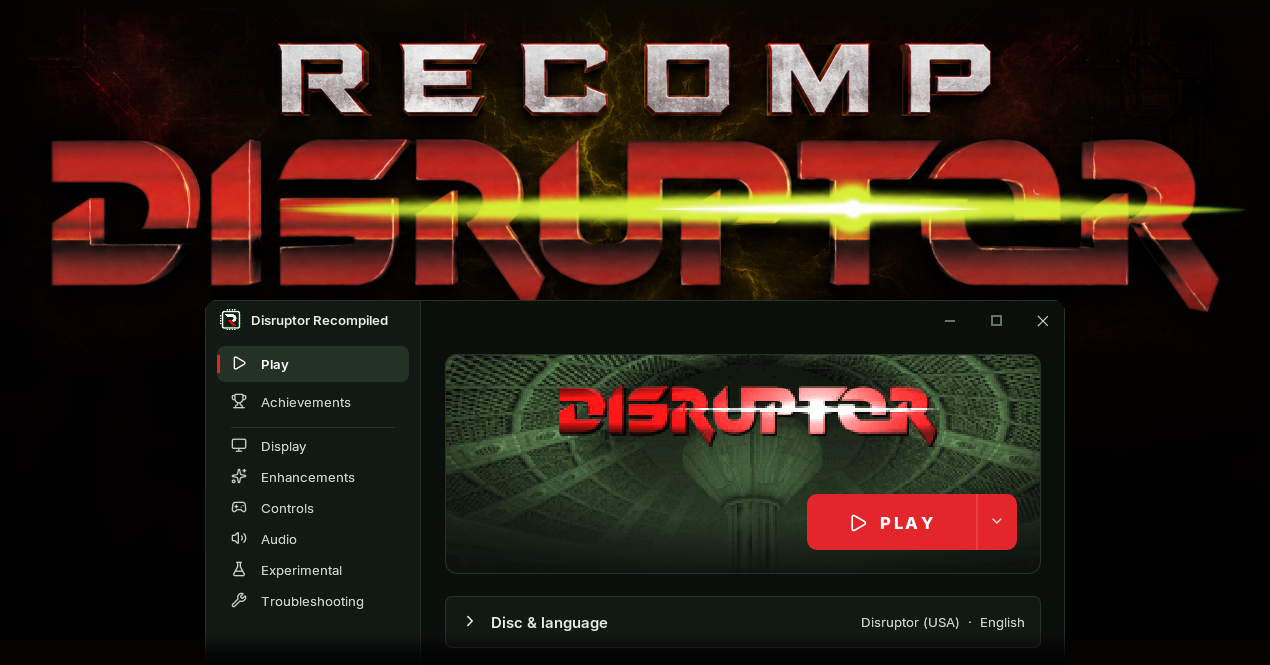 RECOMP
DISRUPTOR
Disruptor Recompiled
Play
Achievements
Display
Enhancements
Controls
Audio
Experimental
Troubleshooting
DISRUPTOR
PLAY
Disc & language
Disruptor (USA) · English